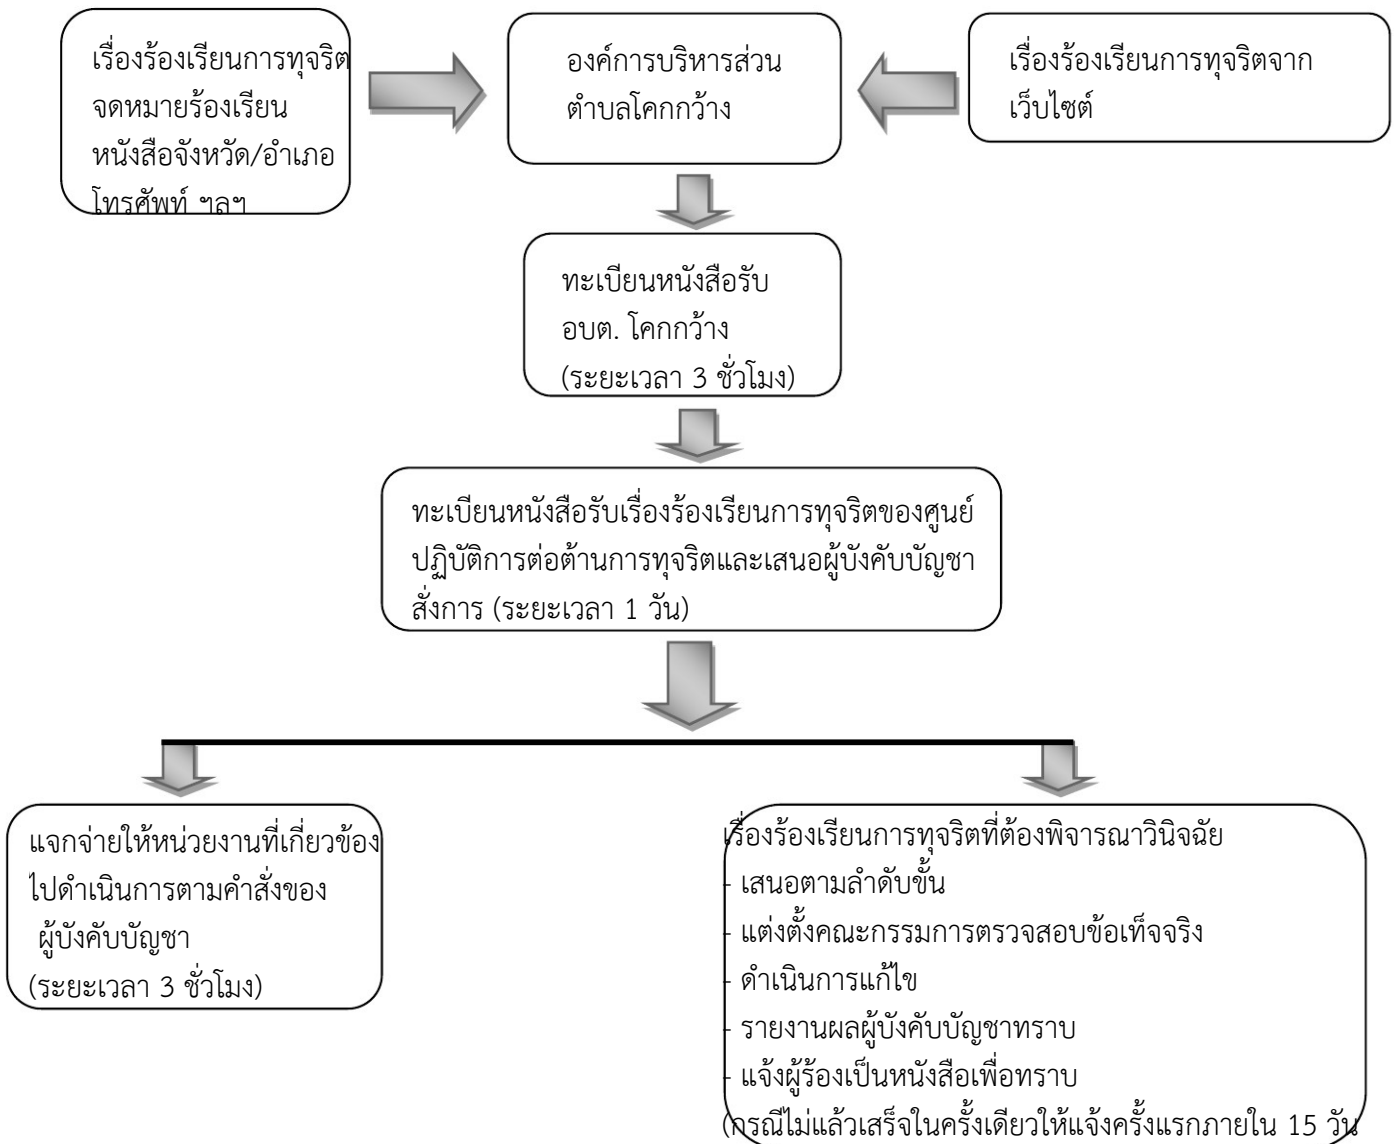 เรื่องร้องเรียนการทุจริต
จดหมายร้องเรียน
หนังสือจังหวัด/อำเภอ
โทรศัพท์ ฯลฯ
องค์การบริหารส่วน
ตำบลโคกกว้าง
เรื่องร้องเรียนการทุจริตจาก
เว็บไซต์
ทะเบียนหนังสือรับ
อบต. โคกกว้าง
(ระยะเวลา 3 ชั่วโมง)
ทะเบียนหนังสือรับเรื่องร้องเรียนการทุจริตของศูนย์
ปฏิบัติการต่อต้านการทุจริตและเสนอผู้บังคับบัญชา
สั่งการ (ระยะเวลา 1 วัน)
แจกจ่ายให้หน่วยงานที่เกี่ยวข้อง
ไปดำเนินการตามคำสั่งของ
ผู้บังคับบัญชา
(ระยะเวลา 3 ชั่วโมง)
เรื่องร้องเรียนการทุจริตที่ต้องพิจารณาวินิจฉัย
- เสนอตามลำดับขั้น
- แต่งตั้งคณะกรรมการตรวจสอบข้อเท็จจริง
- ดำเนินการแก้ไข
- รายงานผลผู้บังคับบัญชาทราบ
- แจ้งผู้ร้องเป็นหนังสือเพื่อทราบ
(กรณีไม่แล้วเสร็จในครั้งเดียวให้แจ้งครั้งแรกภายใน 15 วัน